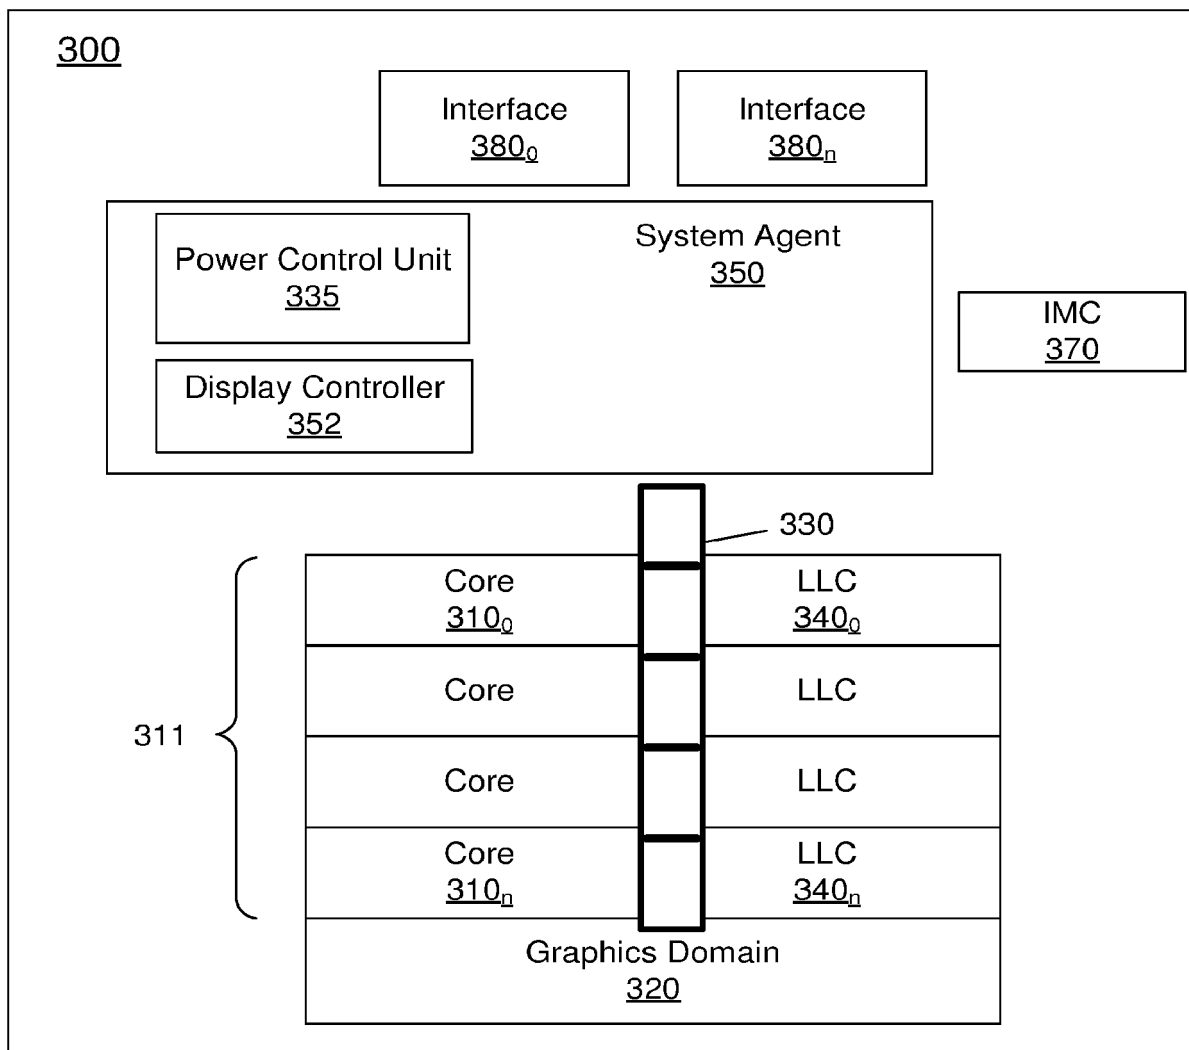 300
Interface
380₀
Interface
380ₙ
Power Control Unit
335
System Agent
350
IMC
370
Display Controller
352
330
311
Core
310₀
LLC
340₀
Core
LLC
Core
LLC
Core
310ₙ
LLC
340ₙ
Graphics Domain
320